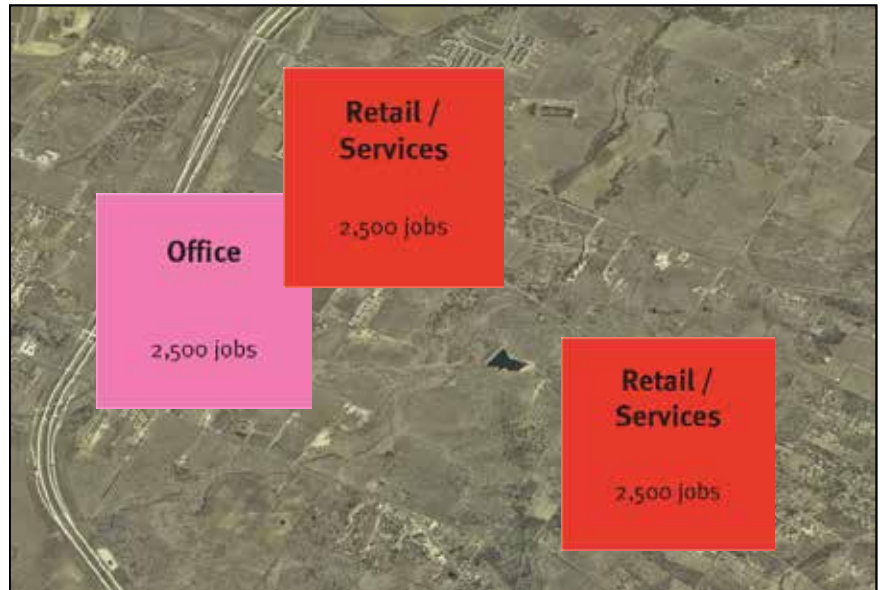 Retail /
Services
2,500 jobs
Office
2,500 jobs
Retail /
Services
2,500 jobs